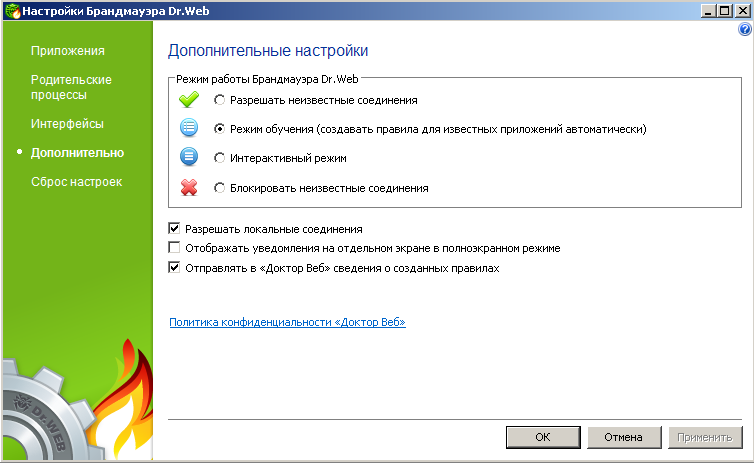 Настройки Брандмауэра Dr.Web
Приложения
Родительские
процессы
Интерфейсы
Дополнительно
Сброс настроек
Дополнительные настройки
Режим работы Брандмауэра Dr.Web
Разрешать неизвестные соединения
Режим обучения (создавать правила для известных приложений автоматически)
Интерактивный режим
Блокировать неизвестные соединения
Разрешать локальные соединения
Отображать уведомления на отдельном экране в полноэкранном режиме
Отправлять в «Доктор Веб» сведения о созданных правилах
Политика конфиденциальности «Доктор Веб»
Dr.WEB
OK
Отмена
Применить